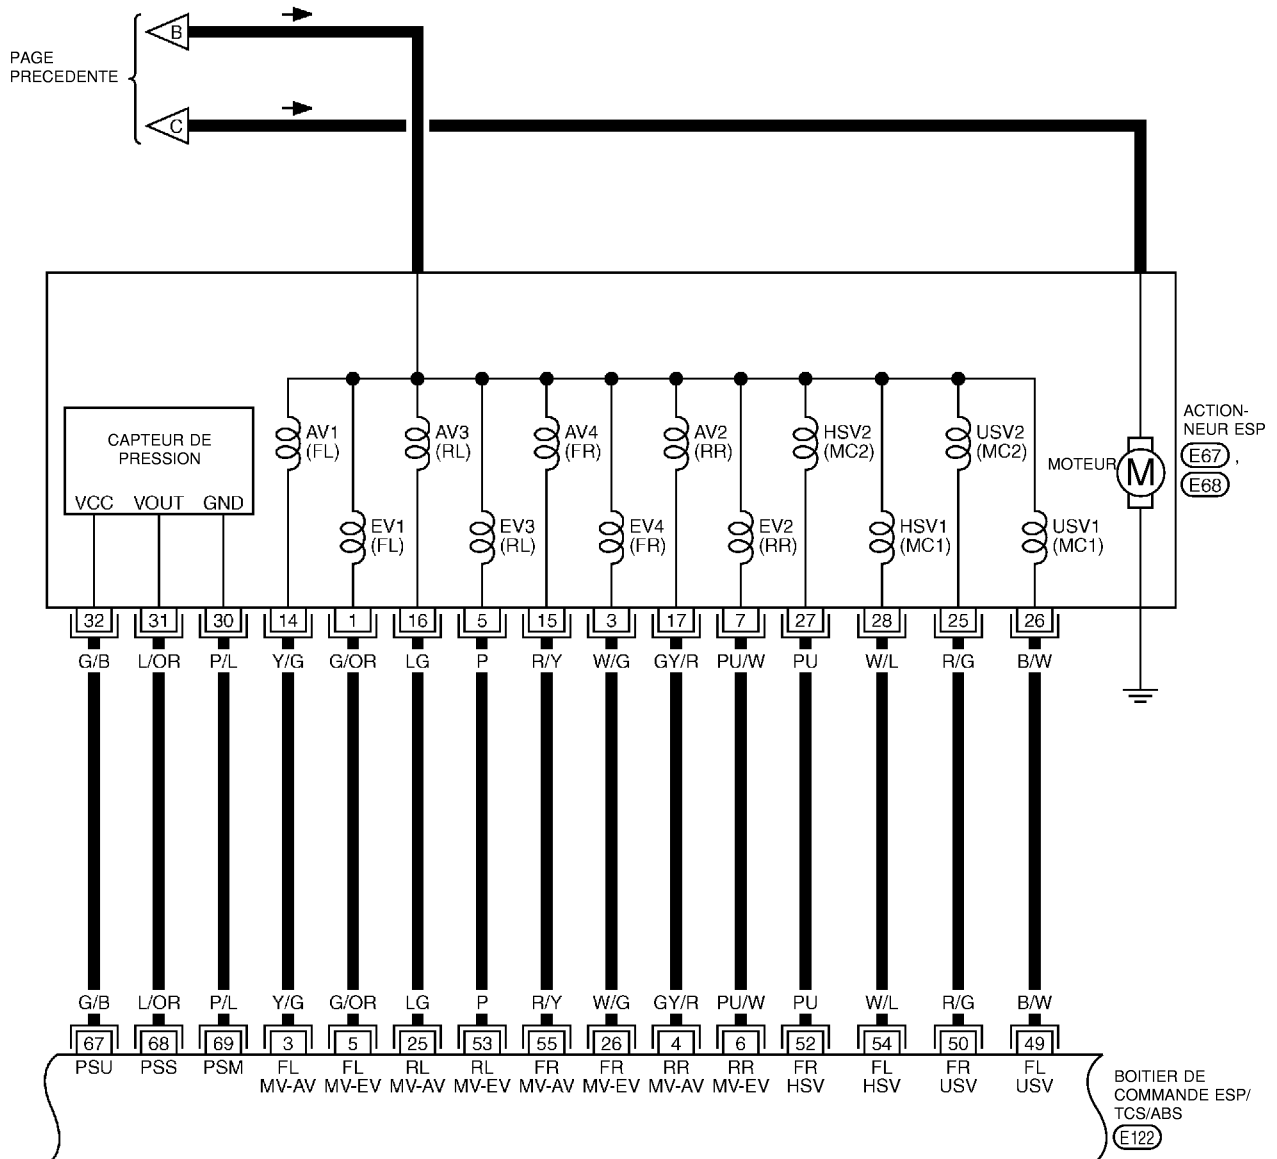 B
PAGE
PRECEDENTE
C
ACTION-
NEUR ESP
E67 ,
E68
CAPTEUR DE
PRESSION
VCC VOUT GND
AV1
(FL)
AV3
(RL)
AV4
(FR)
AV2
(RR)
HSV2
(MC2)
USV2
(MC2)
MOTEUR
M
EV1
(FL)
EV3
(RL)
EV4
(FR)
EV2
(RR)
HSV1
(MC1)
USV1
(MC1)
32 31 30 14 1 16 5 15 3 17 7 27 28 25 26
G/B L/OR P/L Y/G G/OR LG P R/Y W/G GY/R PU/W PU W/L R/G B/W
G/B L/OR P/L Y/G G/OR LG P R/Y W/G GY/R PU/W PU W/L R/G B/W
67 68 69 3 5 25 53 55 26 4 6 52 54 50 49
PSU PSS PSM FL FL RL RL FR FR RR RR FR FL FR FL
MV-AV MV-EV MV-AV MV-EV MV-AV MV-EV MV-AV MV-EV HSV HSV USV USV
BOITIER DE
COMMANDE ESP/
TCS/ABS
E122